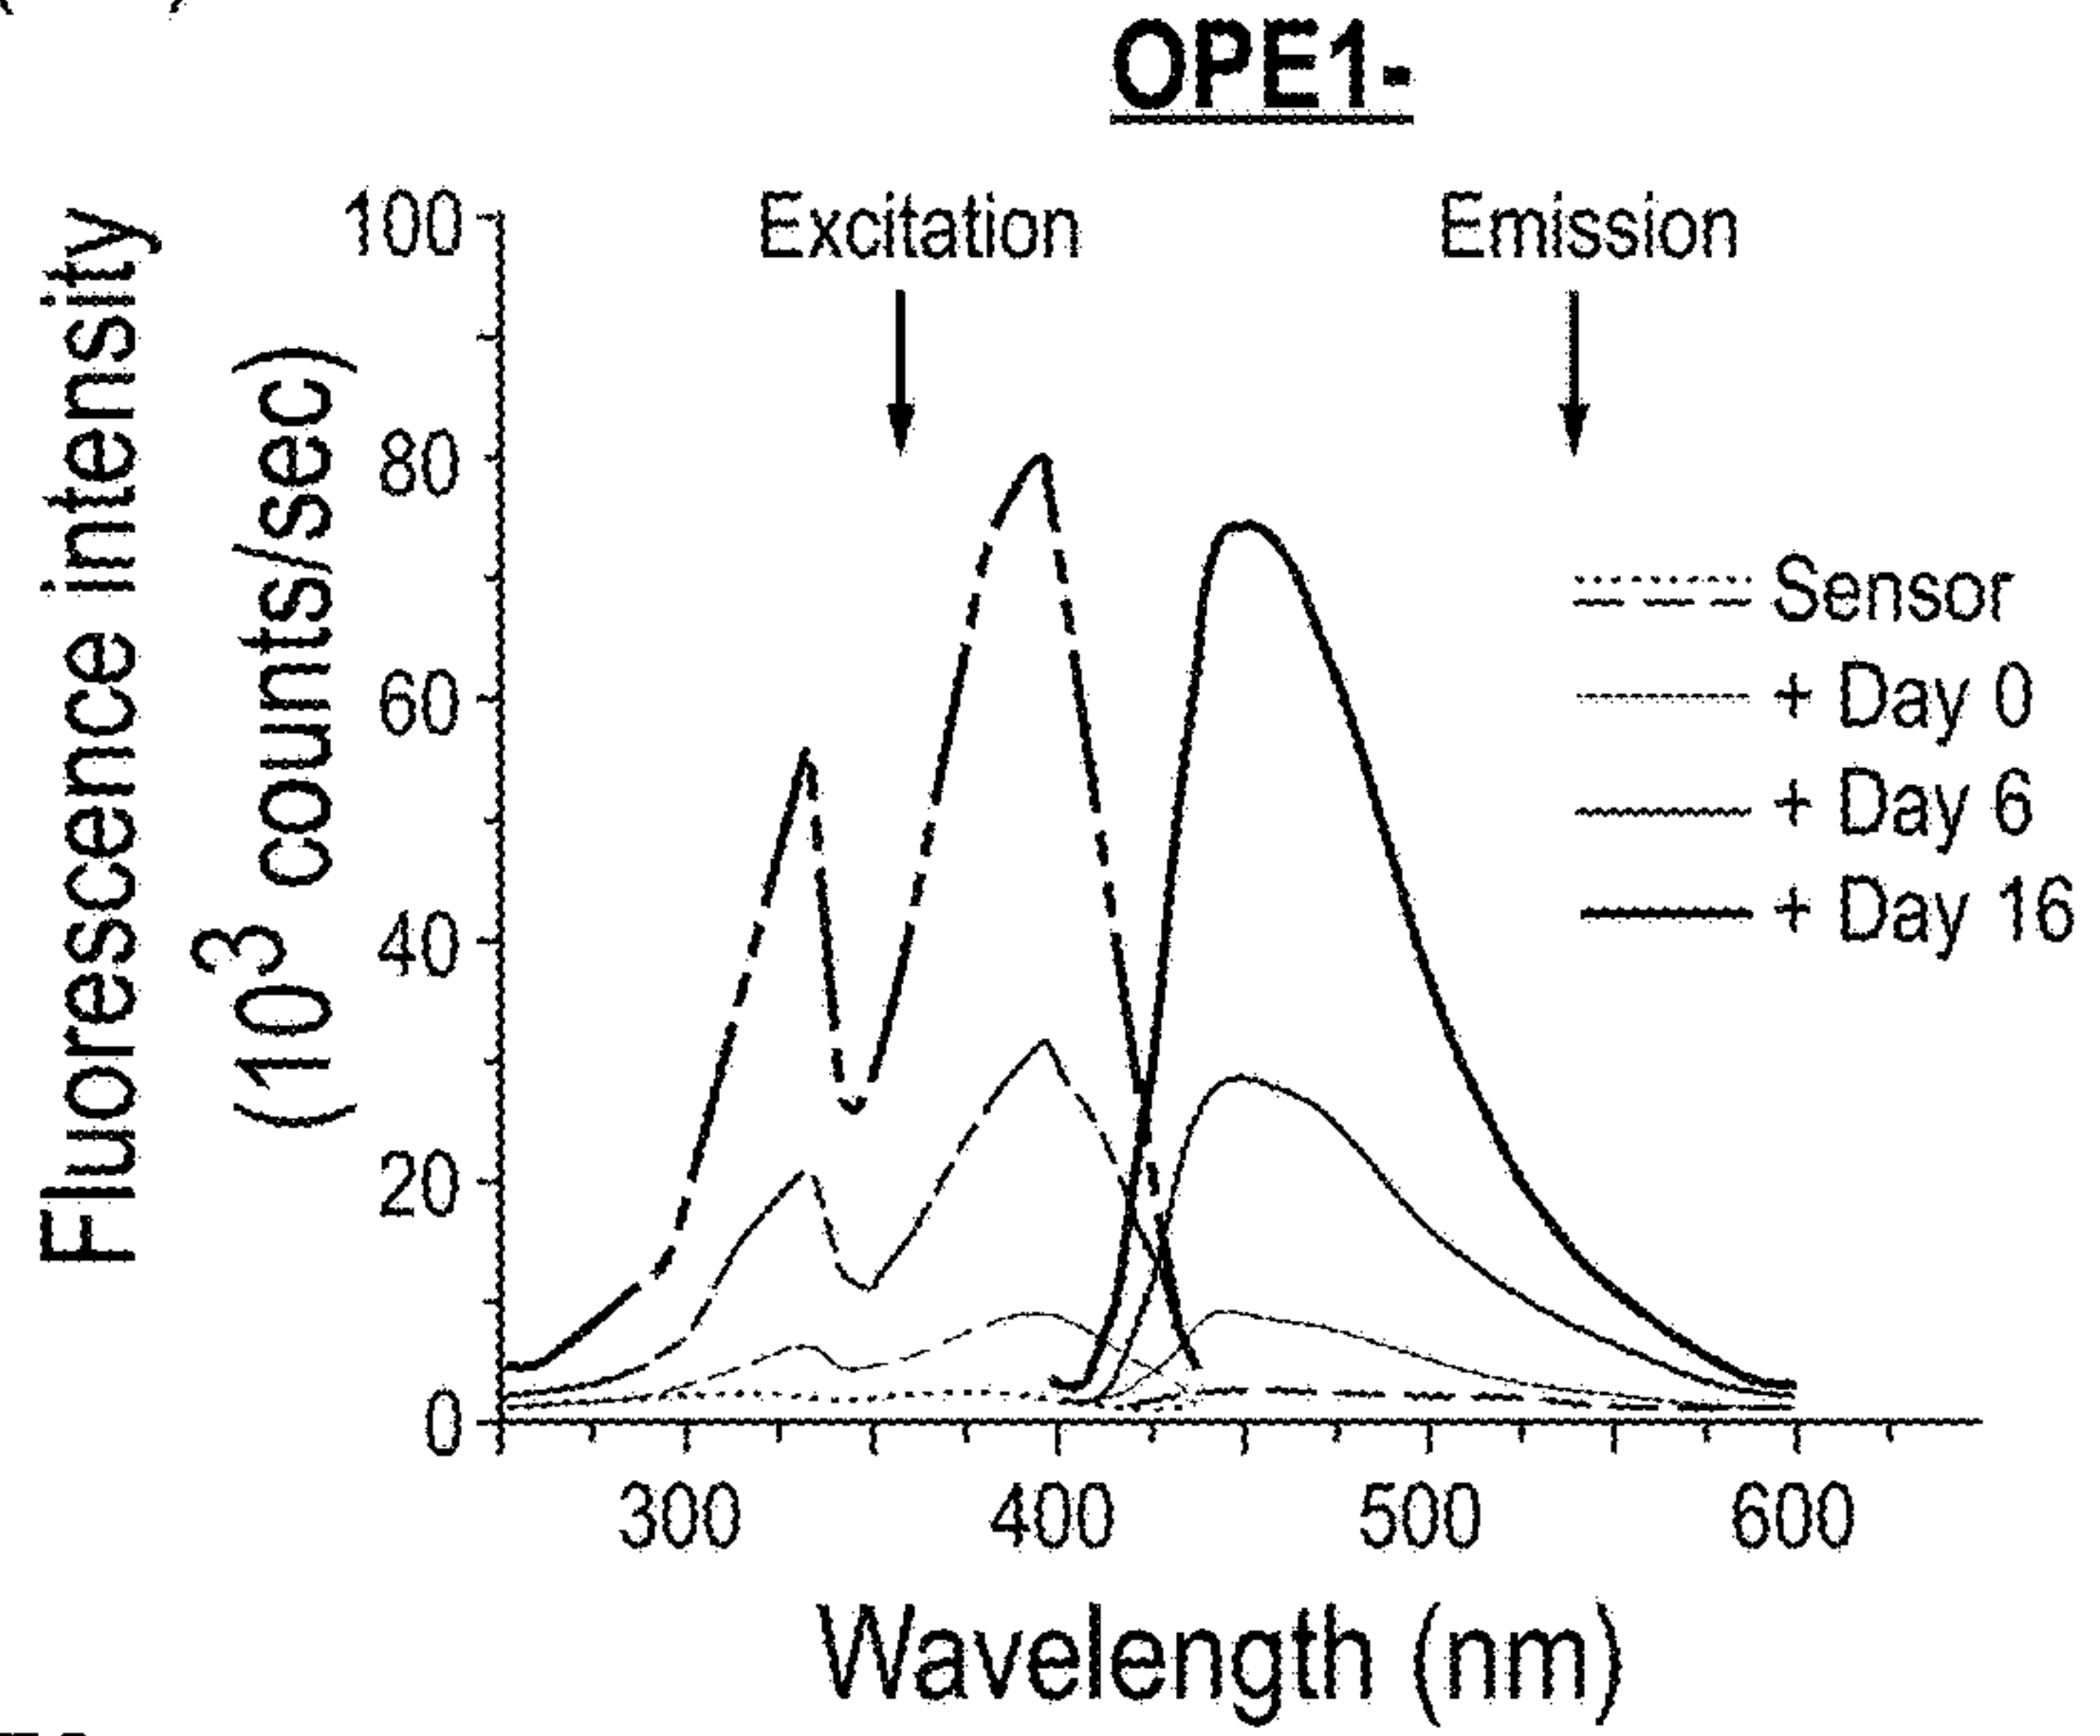 OPE1-
Excitation
Emission
Fluorescence intensity
(10³ counts/sec)
100
80
60
40
20
0
Sensor
+ Day 0
+ Day 6
+ Day 16
300
400
500
600
Wavelength (nm)